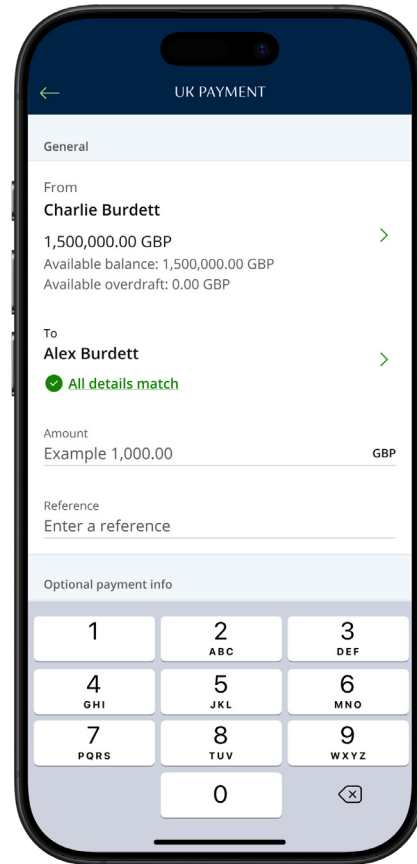 UK PAYMENT
General
From
Charlie Burdett
1,500,000.00 GBP
Available balance: 1,500,000.00 GBP
Available overdraft: 0.00 GBP
To
Alex Burdett
All details match
Amount
Example 1,000.00 GBP
Reference
Enter a reference
Optional payment info
1 2 3
ABC DEF
4 5 6
GHI JKL MNO
7 8 9
PQRS TUV WXYZ
0